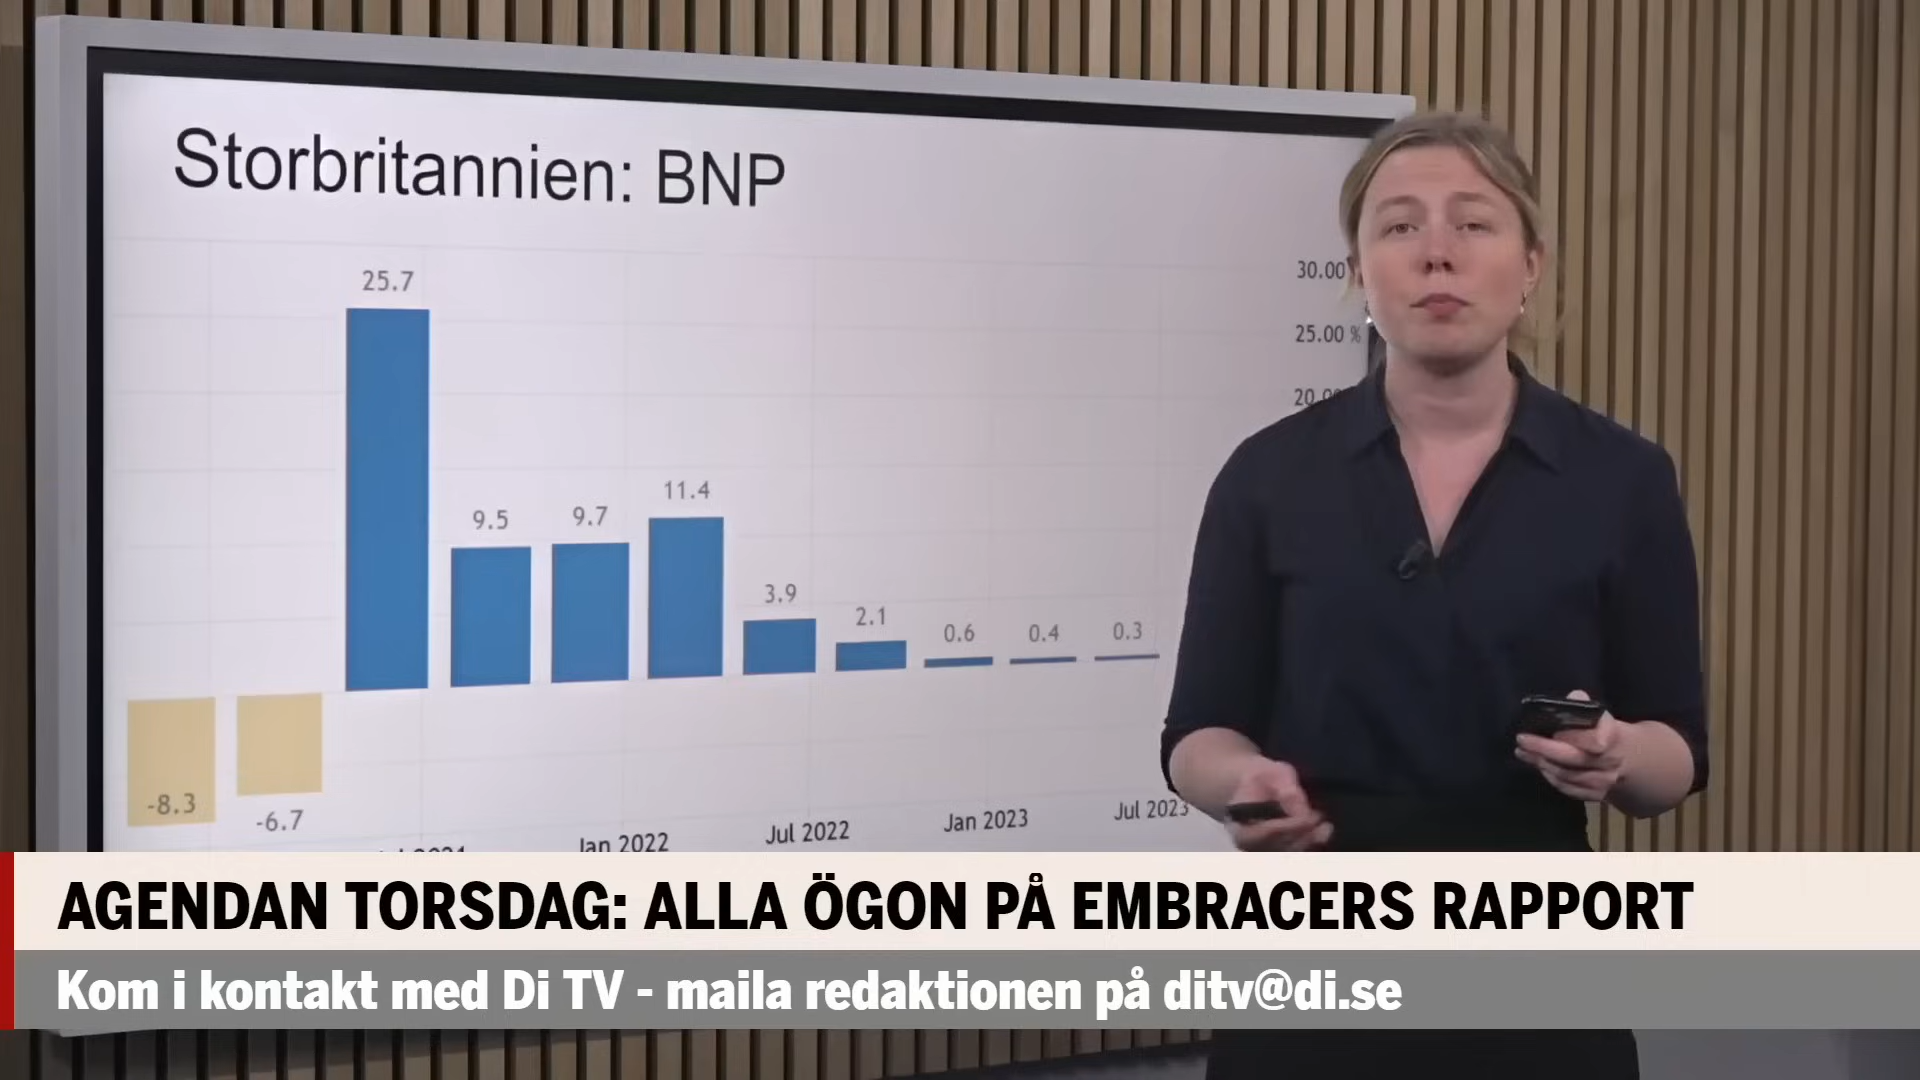 Storbritannien: BNP
30.00
25.00 %
25.7
11.4
9.5
9.7
3.9
2.1
0.6
0.4
0.3
-8.3
-6.7
Jan 2022
Jul 2022
Jan 2023
Jul 2023
AGENDAN TORSDAG: ALLA ÖGON PÅ EMBRACERS RAPPORT
Kom i kontakt med Di TV - maila redaktionen på ditv@di.se